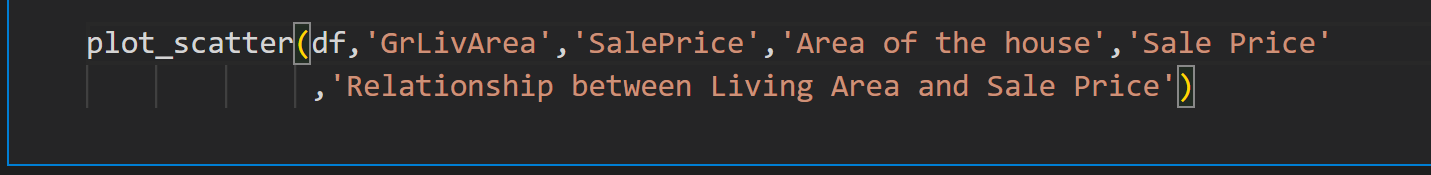 plot_scatter(df,'GrLivArea','SalePrice','Area of the house','Sale Price'
,'Relationship between Living Area and Sale Price')